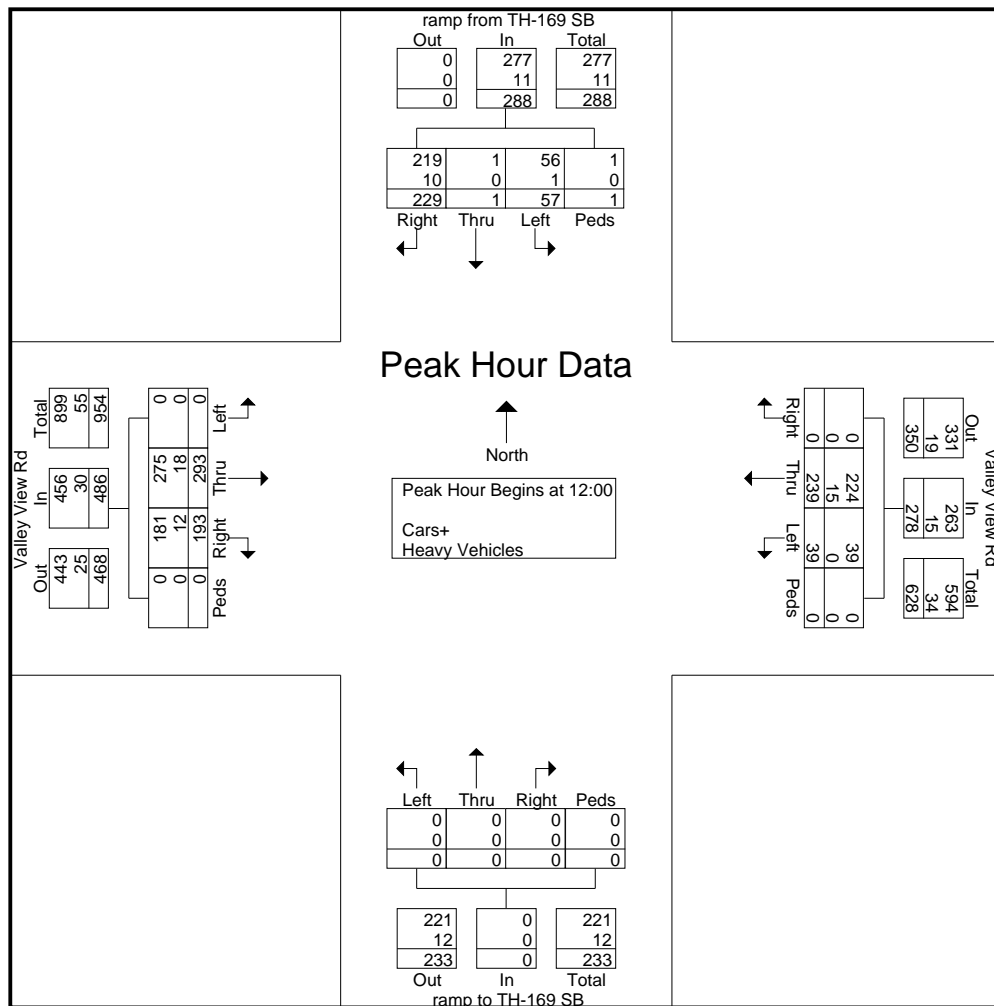 ramp from TH-169 SB
Out In Total
0 277 277
0 11 11
0 288 288
219 1 56 1
10 0 1 0
229 1 57 1
Right Thru Left Peds
Peak Hour Data
North
Peak Hour Begins at 12:00
Cars+
Heavy Vehicles
Valley View Rd
Out In Total
443 456 899
25 30 55
468 486 954
Peds Right Thru Left
0 181 275 0
0 12 18 0
0 193 293 0
Valley View Rd
Out In Total
331 263 594
19 15 34
350 278 628
0 224 39 0
0 15 0 0
0 239 39 0
Right Thru Left Peds
Left Thru Right Peds
0 0 0 0
0 0 0 0
0 0 0 0
221 0 221
12 0 12
233 0 233
Out In Total
ramp to TH-169 SB